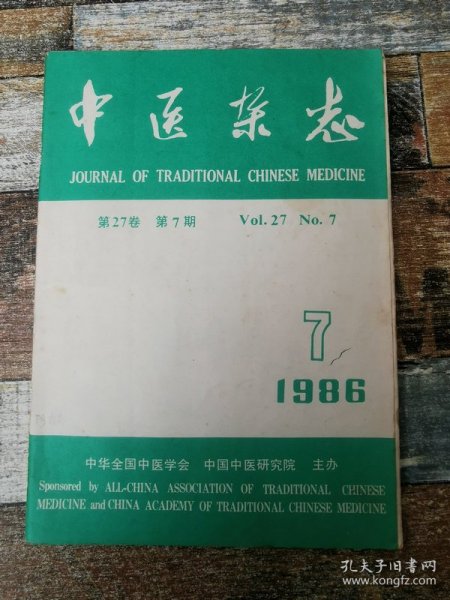 中医杂志
JOURNAL OF TRADITIONAL CHINESE MEDICINE
第27卷 第7期 Vol. 27 No. 7
7
1986
中华全国中医学会 中国中医研究院 主办
Sponsored by ALL-CHINA ASSOCIATION OF TRADITIONAL CHINESE
MEDICINE and CHINA ACADEMY OF TRADITIONAL CHINESE MEDICINE
孔夫子旧书网
www.kongfz.com